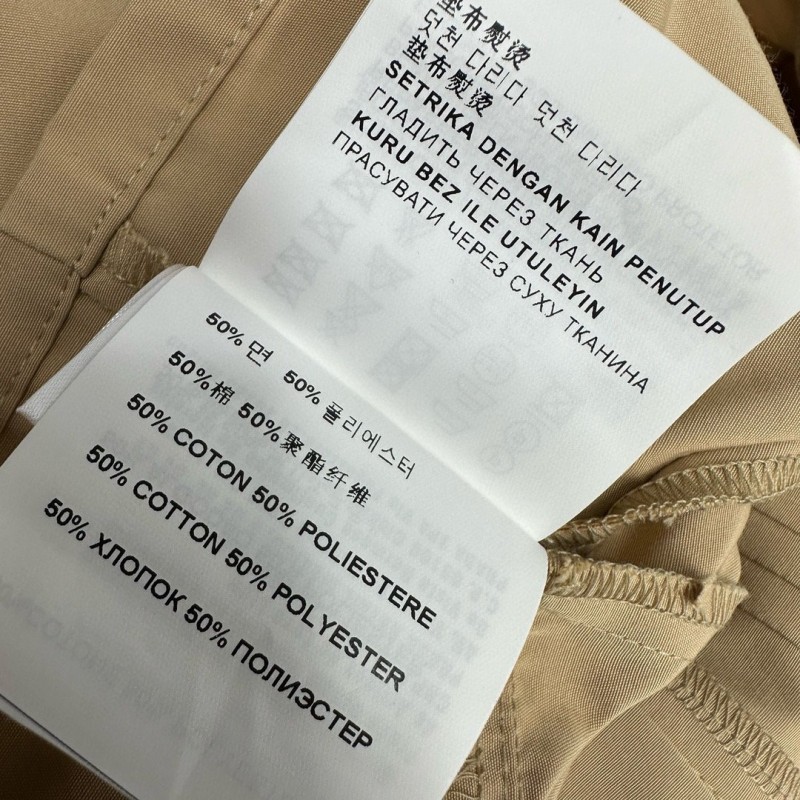 垫布熨烫
덧천 다리다 덧천 다리다
垫布熨烫
SETRIKA DENGAN KAIN PENUTUP
ГЛАДИТЬ ЧЕРЕЗ ТКАНЬ
KURU BEZ ILE UTULEYIN
ПРАСУВАТИ ЧЕРЕЗ СУХУ ТКАНИНА
50% 면 50% 폴리에스터
50%棉 50%聚酯纤维
50% COTON 50% POLIESTERE
50% COTTON 50% POLYESTER
50% ХЛОПОК 50% ПОЛИЭСТЕР